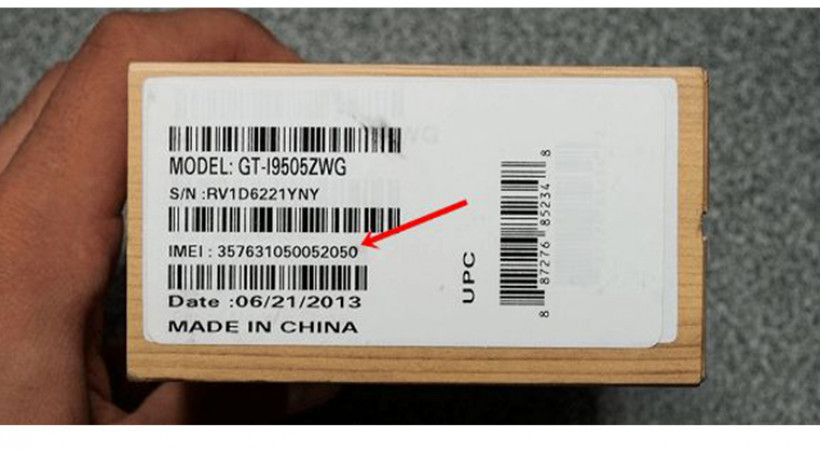 MODEL: GT-I9505ZWG
S/N :RV1D6221YNY
IMEI : 357631050052050
Date :06/21/2013
MADE IN CHINA
UPC
8 87276 85234 8